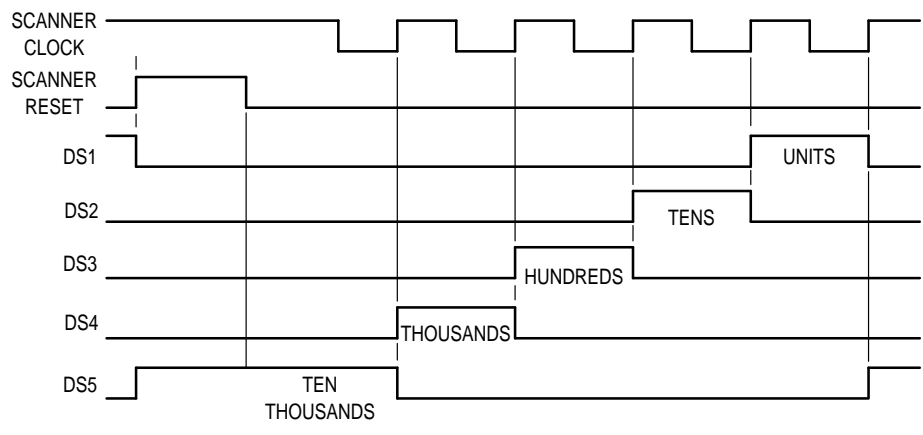 SCANNER
CLOCK
SCANNER
RESET
DS1
UNITS
DS2
TENS
DS3
HUNDREDS
DS4
THOUSANDS
DS5
TEN
THOUSANDS